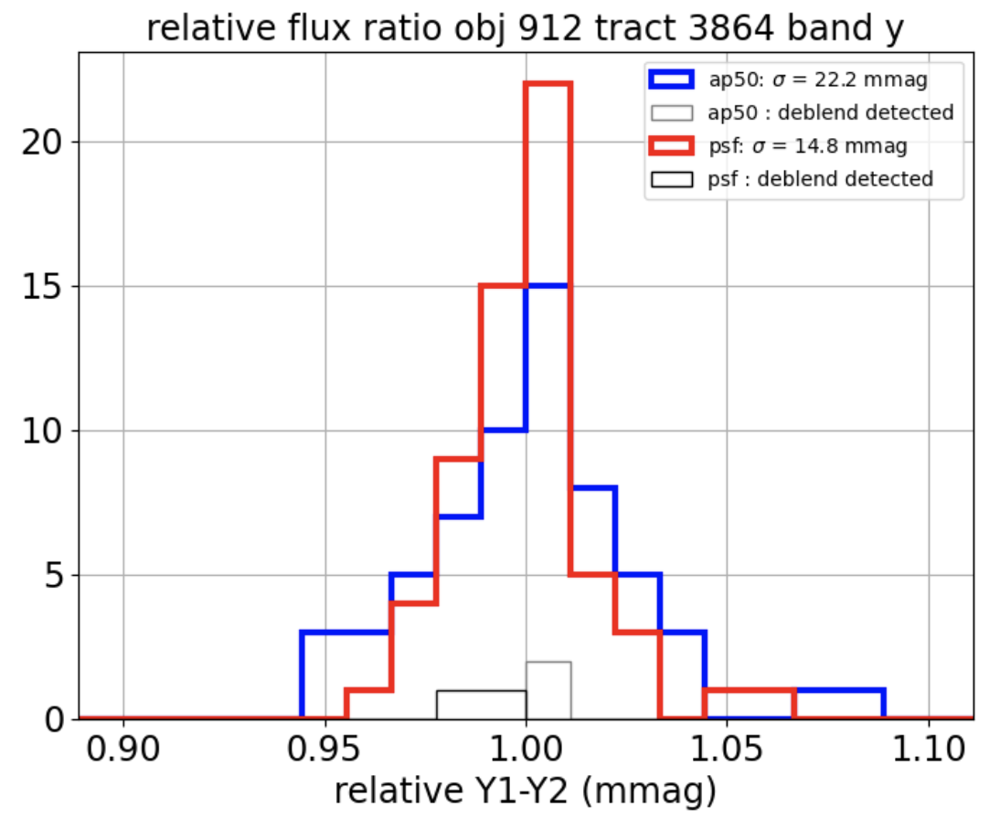 relative flux ratio obj 912 tract 3864 band y
ap50: σ = 22.2 mmag
ap50 : deblend detected
psf: σ = 14.8 mmag
psf : deblend detected
20
15
10
5
0
0.90 0.95 1.00 1.05 1.10
relative Y1-Y2 (mmag)